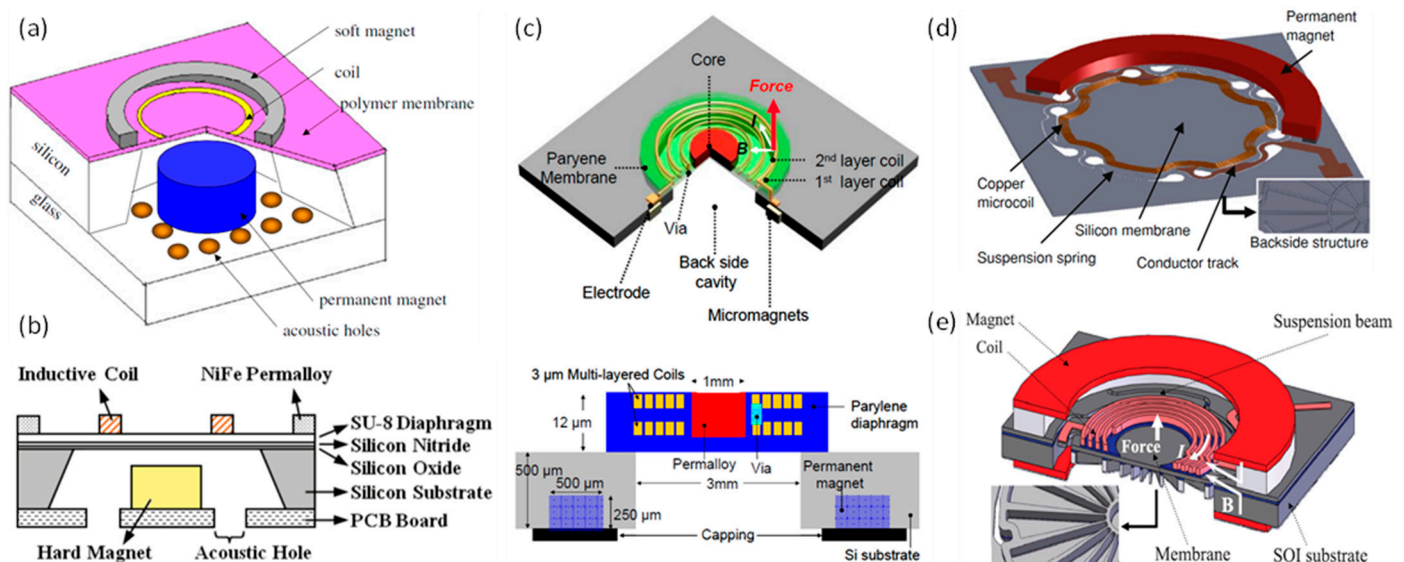 (a)
soft magnet
coil
polymer membrane
silicon
glass
permanent magnet
acoustic holes
(b)
Inductive Coil
NiFe Permalloy
SU-8 Diaphragm
Silicon Nitride
Silicon Oxide
Silicon Substrate
PCB Board
Hard Magnet
Acoustic Hole
(c)
Core
Force
I
B
Paryene
Membrane
2nd layer coil
1st layer coil
Via
Electrode
Back side
cavity
Micromagnets
3 μm Multi-layered Coils
1mm
12 μm
Parylene
diaphragm
Permalloy
Via
500 μm
500 μm
250 μm
3mm
Permanent
magnet
Capping
Si substrate
(d)
Permanent
magnet
Copper
microcoil
Silicon membrane
Suspension spring
Conductor track
Backside structure
(e)
Magnet
Coil
Suspension beam
Force
I
B
Membrane
SOI substrate